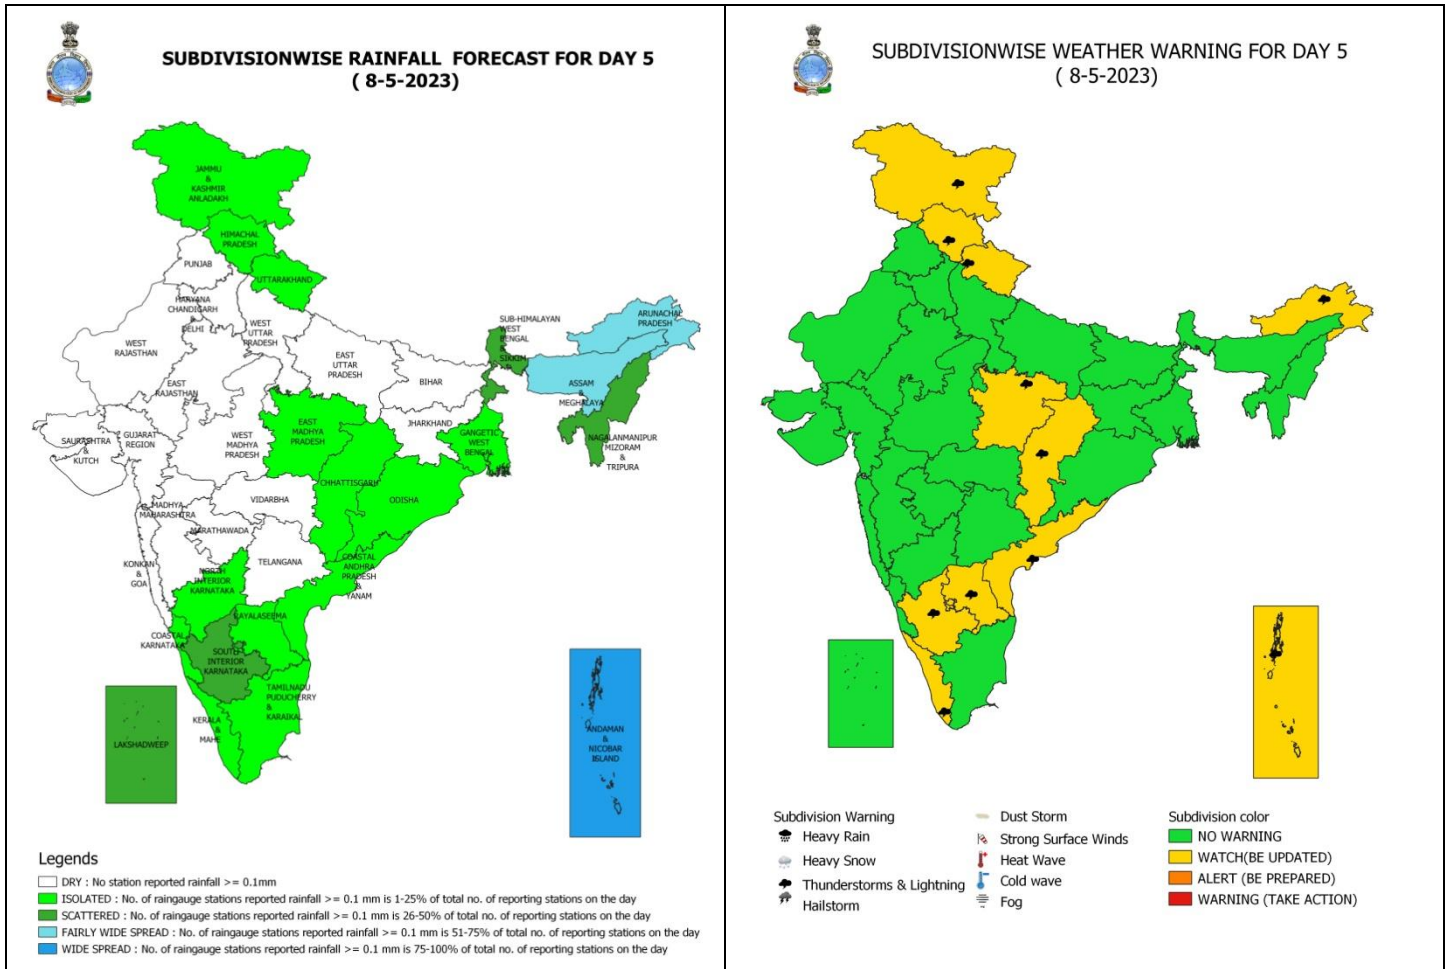 SUBDIVISIONWISE RAINFALL FORECAST FOR DAY 5
( 8-5-2023)
JAMMU
&
KASHMIR
ANLADAKH
HIMACHAL
PRADESH
PUNJAB
UTTARAKHAND
HARYANA
CHANDIGARH
&
DELHI
WEST
UTTAR
PRADESH
WEST
RAJASTHAN
EAST
RAJASTHAN
EAST
UTTAR
PRADESH
BIHAR
SUB-HIMALAYAN
WEST
BENGAL
&
SIKKIM
ARUNACHAL
PRADESH
ASSAM
&
MEGHALAYA
NAGALANMANIPUR
MIZORAM
&
TRIPURA
JHARKHAND
GANGETIC
WEST
BENGAL
EAST
MADHYA
PRADESH
WEST
MADHYA
PRADESH
GUJARAT
REGION
SAURASHTRA
&
KUTCH
CHHATTISGARH
ODISHA
VIDARBHA
MADHYA
MAHARASHTRA
MARATHAWADA
TELANGANA
KONKAN
&
GOA
NORTH
INTERIOR
KARNATAKA
COASTAL
ANDHRA
PRADESH
&
YANAM
RAYALASEEMA
COASTAL
KARNATAKA
SOUTH
INTERIOR
KARNATAKA
TAMILNADU
PUDUCHERRY
&
KARAIKAL
KERALA
&
MAHE
LAKSHADWEEP
ANDAMAN
&
NICOBAR
ISLAND
Legends
DRY : No station reported rainfall >= 0.1mm
ISOLATED : No. of raingauge stations reported rainfall >= 0.1 mm is 1-25% of total no. of reporting stations on the day
SCATTERED : No. of raingauge stations reported rainfall >= 0.1 mm is 26-50% of total no. of reporting stations on the day
FAIRLY WIDE SPREAD : No. of raingauge stations reported rainfall >= 0.1 mm is 51-75% of total no. of reporting stations on the day
WIDE SPREAD : No. of raingauge stations reported rainfall >= 0.1 mm is 75-100% of total no. of reporting stations on the day
SUBDIVISIONWISE WEATHER WARNING FOR DAY 5
( 8-5-2023)
Subdivision Warning
Heavy Rain
Heavy Snow
Thunderstorms & Lightning
Hailstorm
Dust Storm
Strong Surface Winds
Heat Wave
Cold wave
Fog
Subdivision color
NO WARNING
WATCH(BE UPDATED)
ALERT (BE PREPARED)
WARNING (TAKE ACTION)